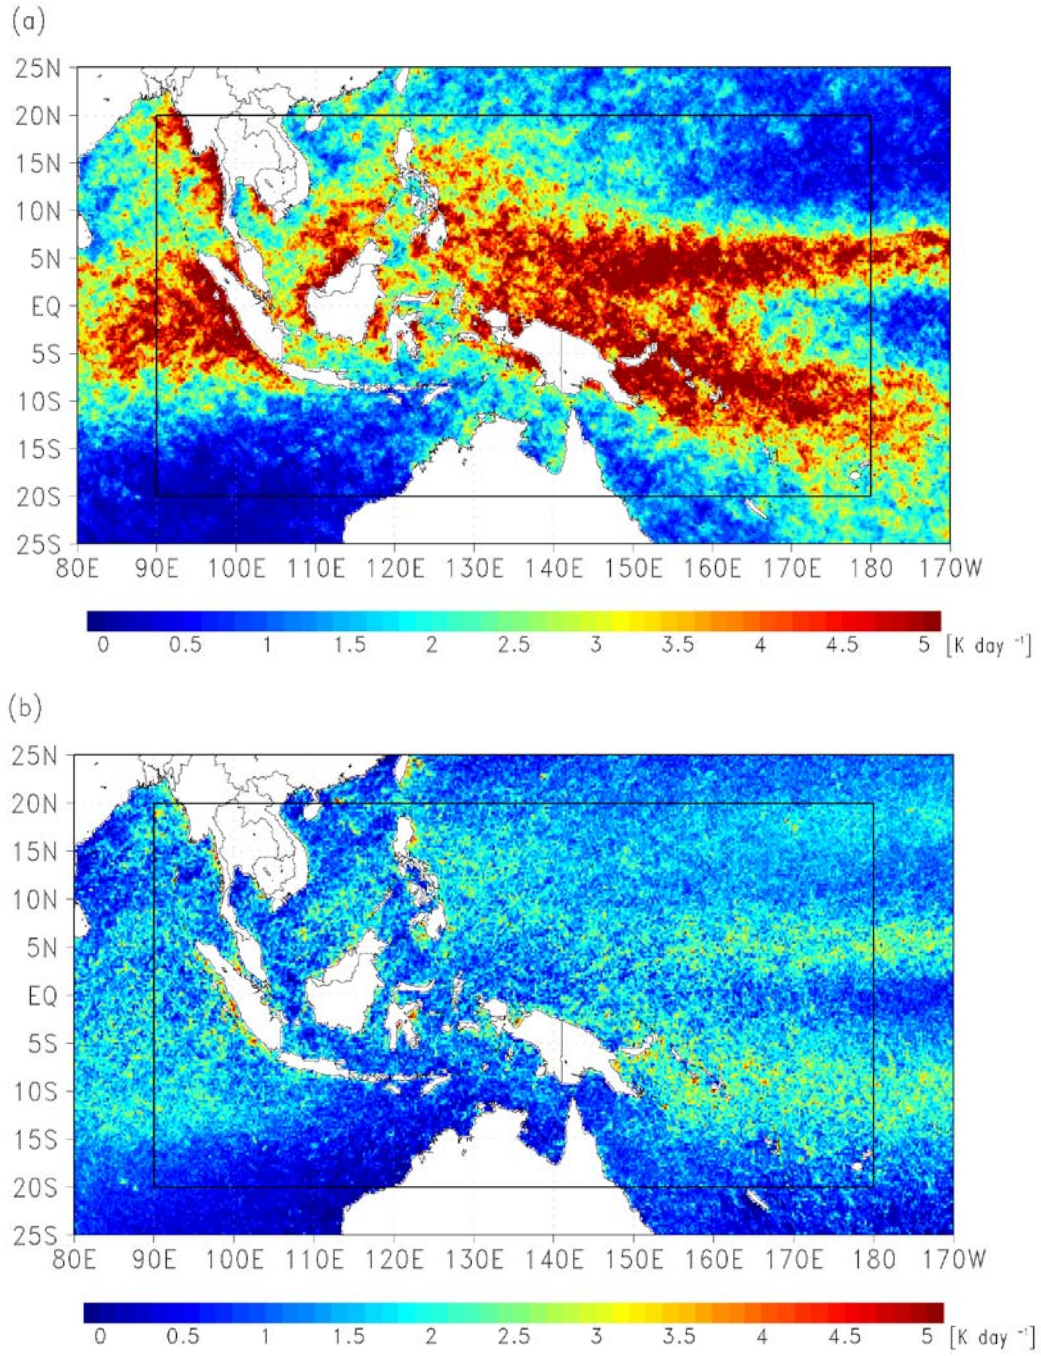 (a)
25N
20N
15N
10N
5N
EQ
5S
10S
15S
20S
25S
80E 90E 100E 110E 120E 130E 140E 150E 160E 170E 180 170W
0 0.5 1 1.5 2 2.5 3 3.5 4 4.5 5 [K day ⁻¹]
(b)
25N
20N
15N
10N
5N
EQ
5S
10S
15S
20S
25S
80E 90E 100E 110E 120E 130E 140E 150E 160E 170E 180 170W
0 0.5 1 1.5 2 2.5 3 3.5 4 4.5 5 [K day ⁻¹]